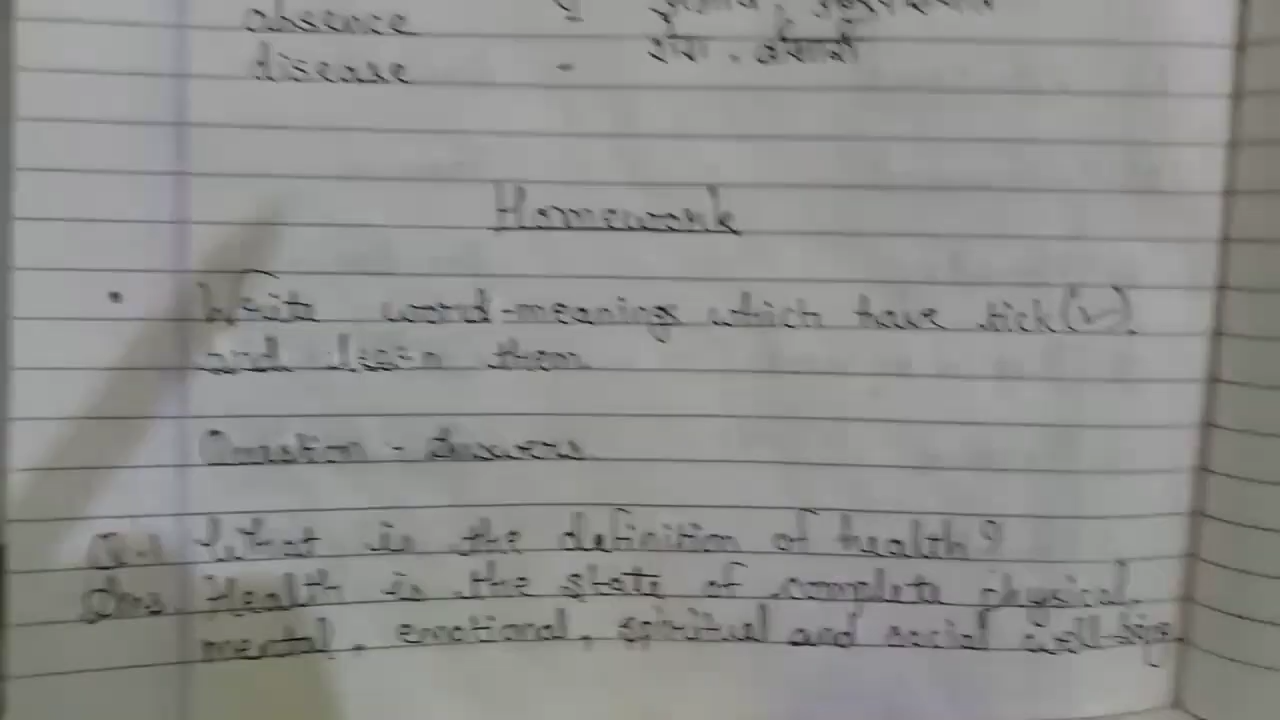 absence
disease - रोग, बीमारी
Homework
• Write word-meanings which have tick (✓).
and learn them
Question - Answers
Q.1 What is the definition of health?
Ans. Health is the state of complete physical,
mental, emotional, spiritual and social well-being.